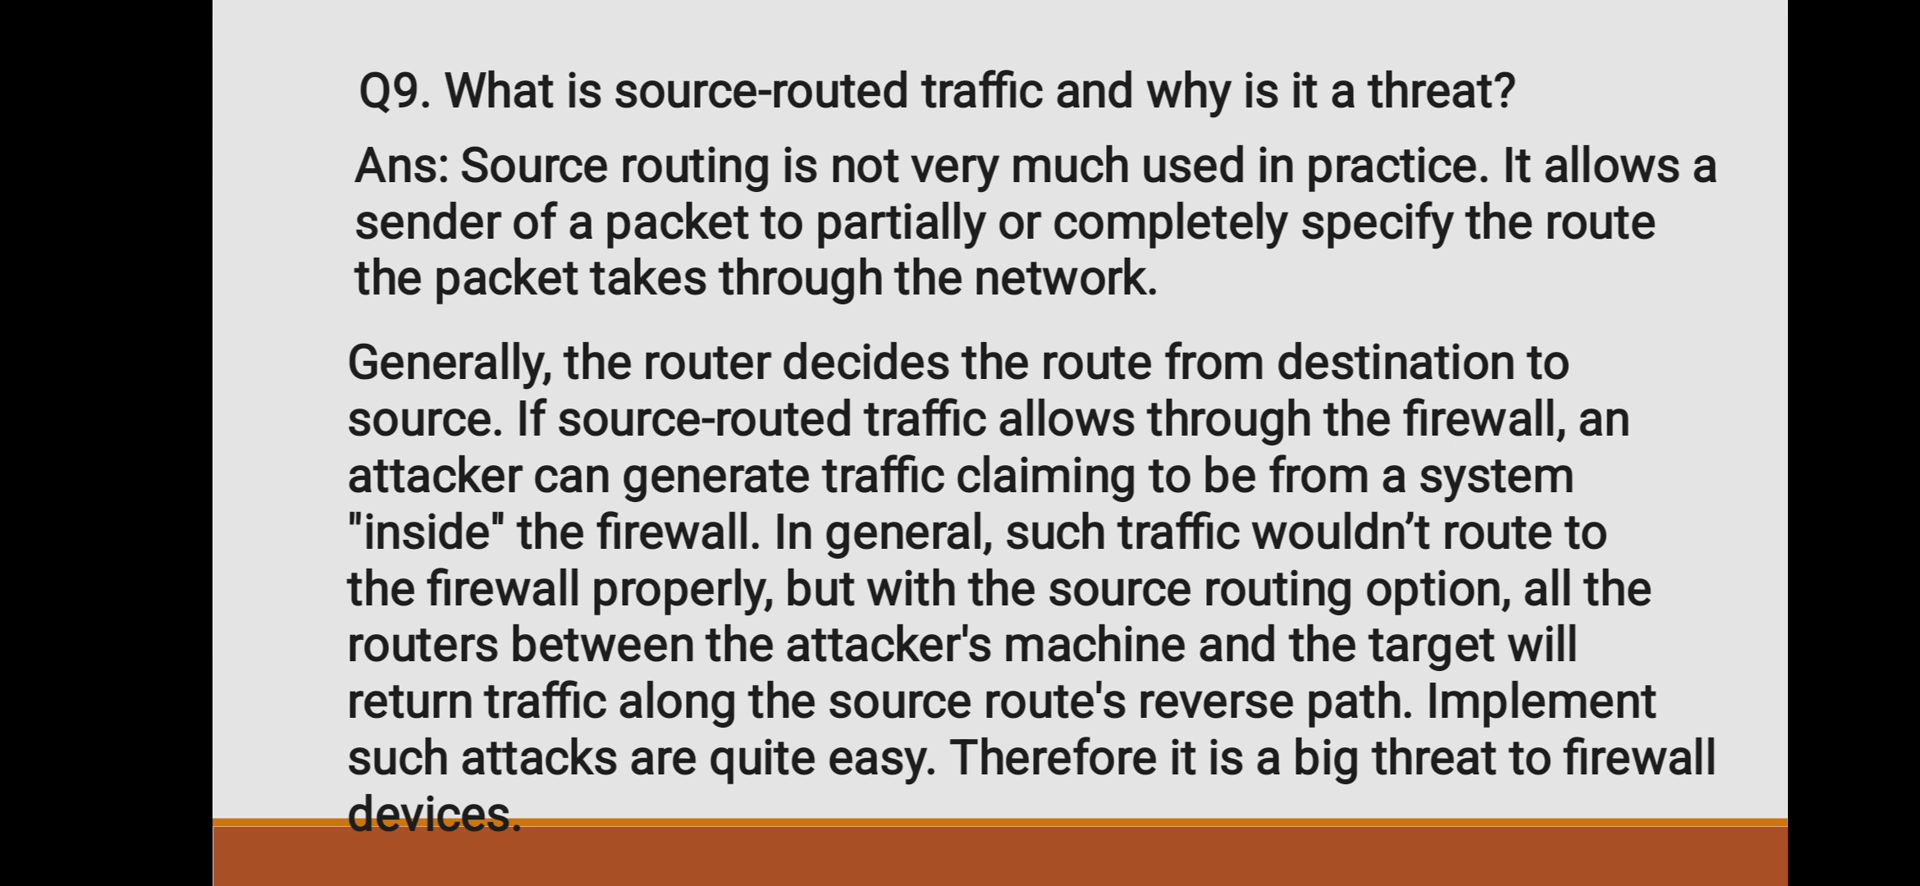 Q9. What is source-routed traffic and why is it a threat?
Ans: Source routing is not very much used in practice. It allows a
sender of a packet to partially or completely specify the route
the packet takes through the network.
Generally, the router decides the route from destination to
source. If source-routed traffic allows through the firewall, an
attacker can generate traffic claiming to be from a system
"inside" the firewall. In general, such traffic wouldn’t route to
the firewall properly, but with the source routing option, all the
routers between the attacker's machine and the target will
return traffic along the source route's reverse path. Implement
such attacks are quite easy. Therefore it is a big threat to firewall
devices.